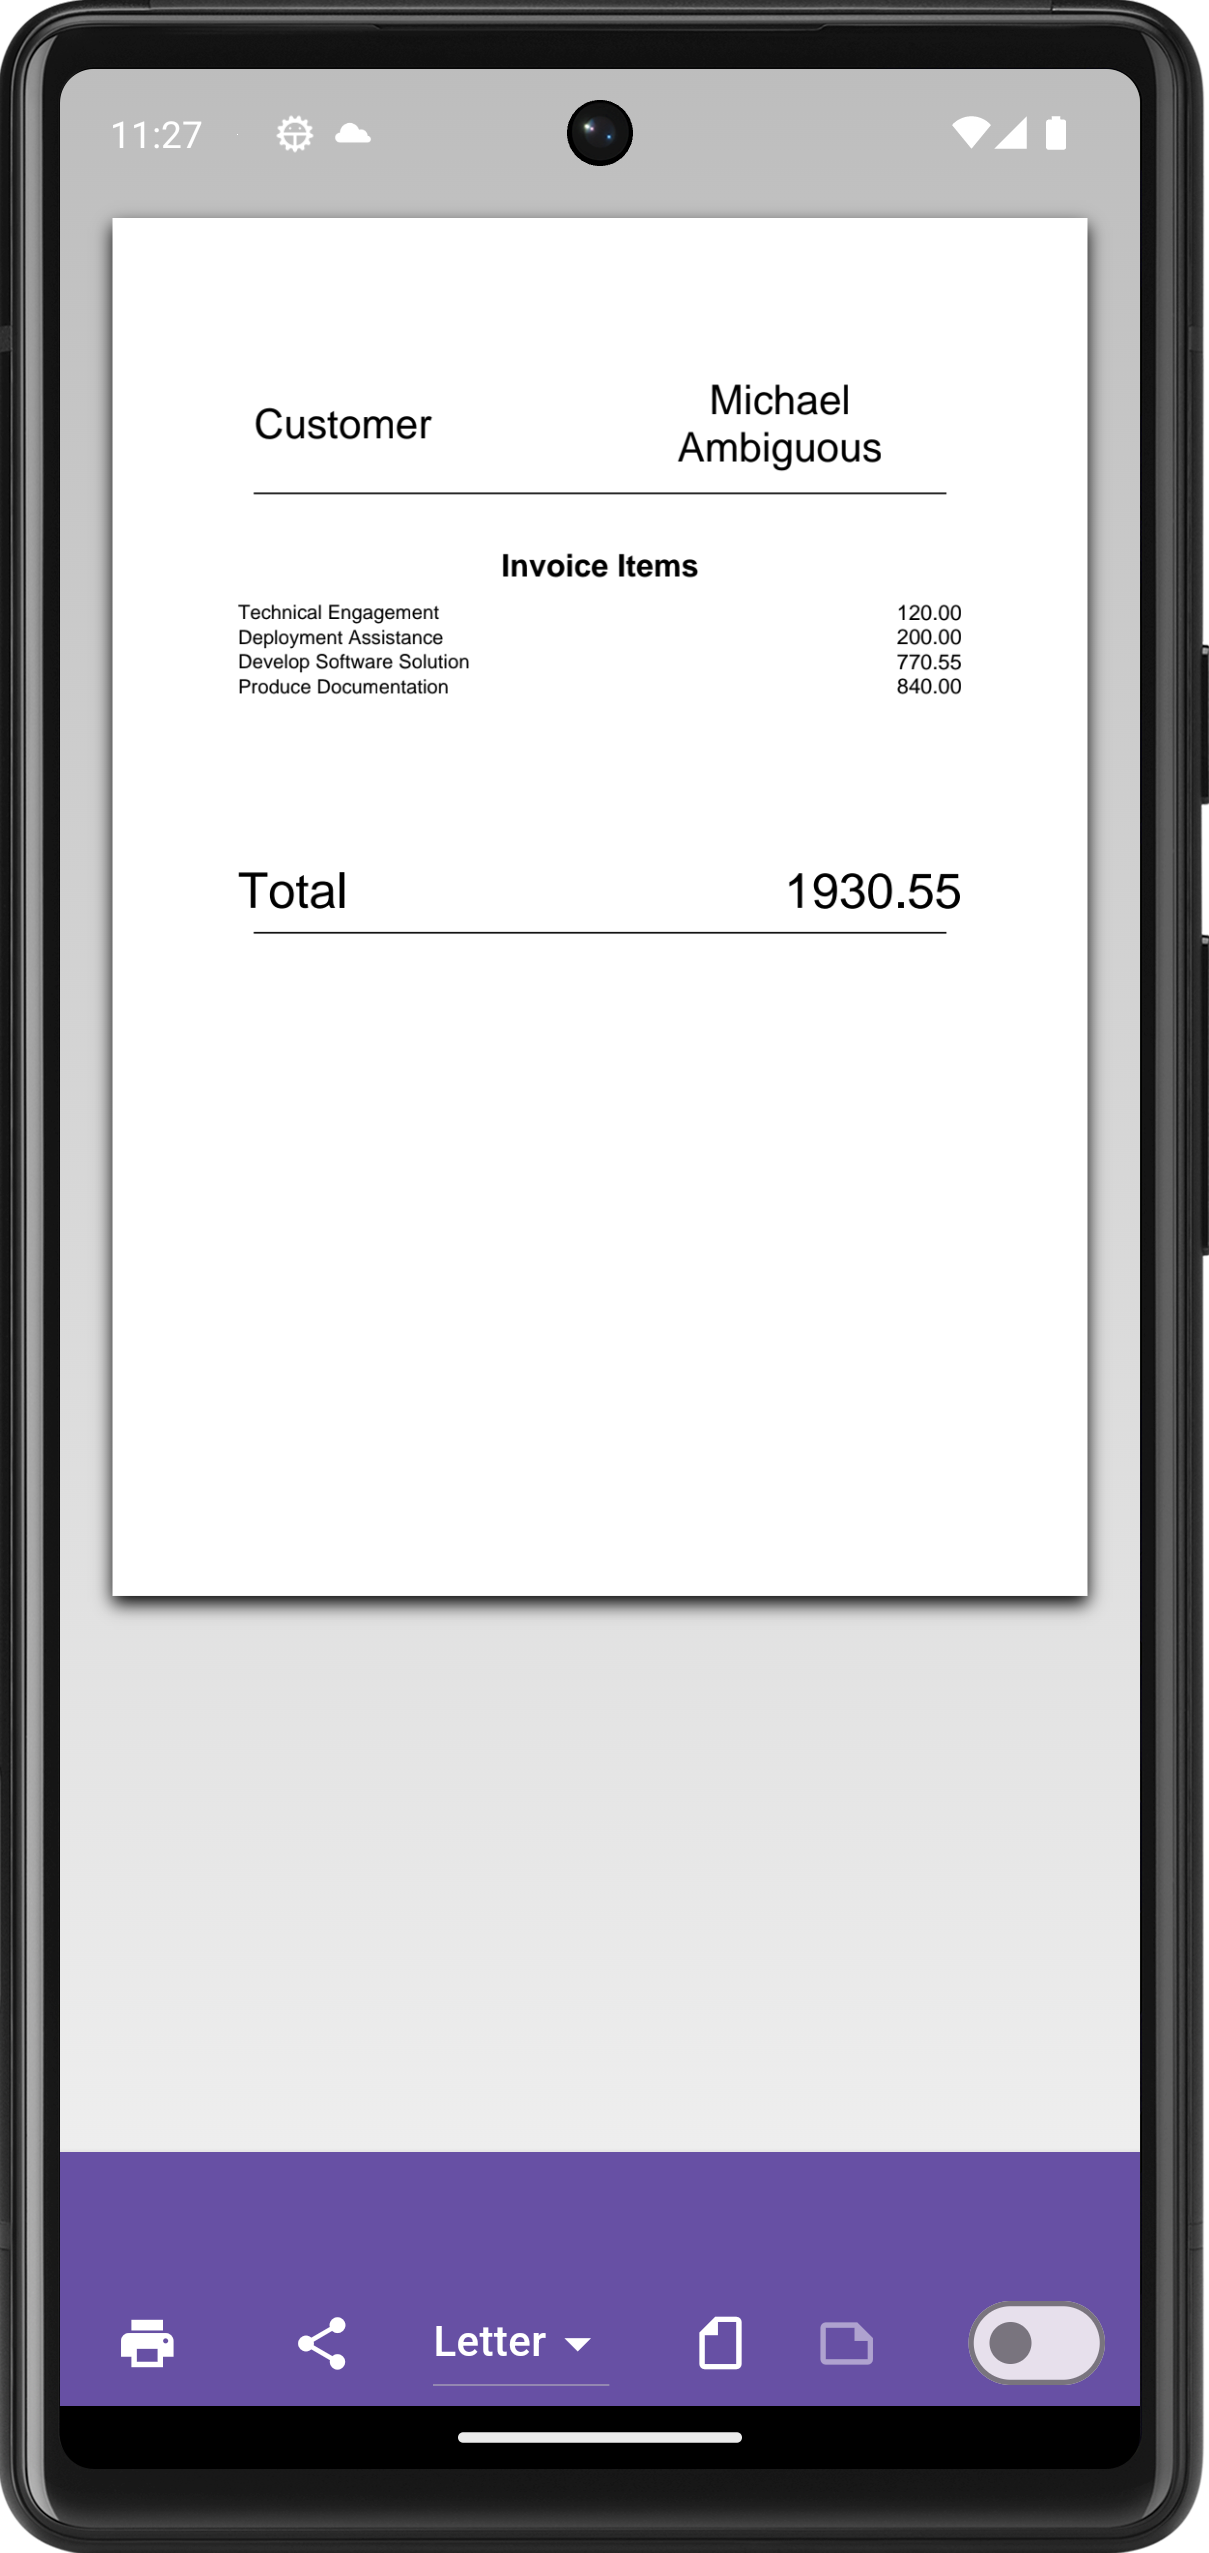 11:27
Customer
Michael
Ambiguous
Invoice Items
Technical Engagement 120.00
Deployment Assistance 200.00
Develop Software Solution 770.55
Produce Documentation 840.00
Total 1930.55
Letter